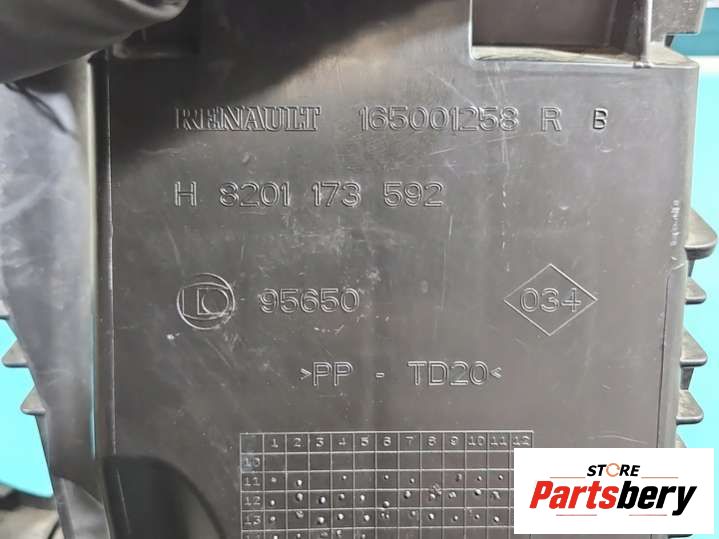 RENAULT 165001258 R B
H 8201 173 592
95650 034
>PP - TD20<
1 2 3 4 5 6 7 8 9 10 11 12
10
11
12
13
STORE
Partsbery